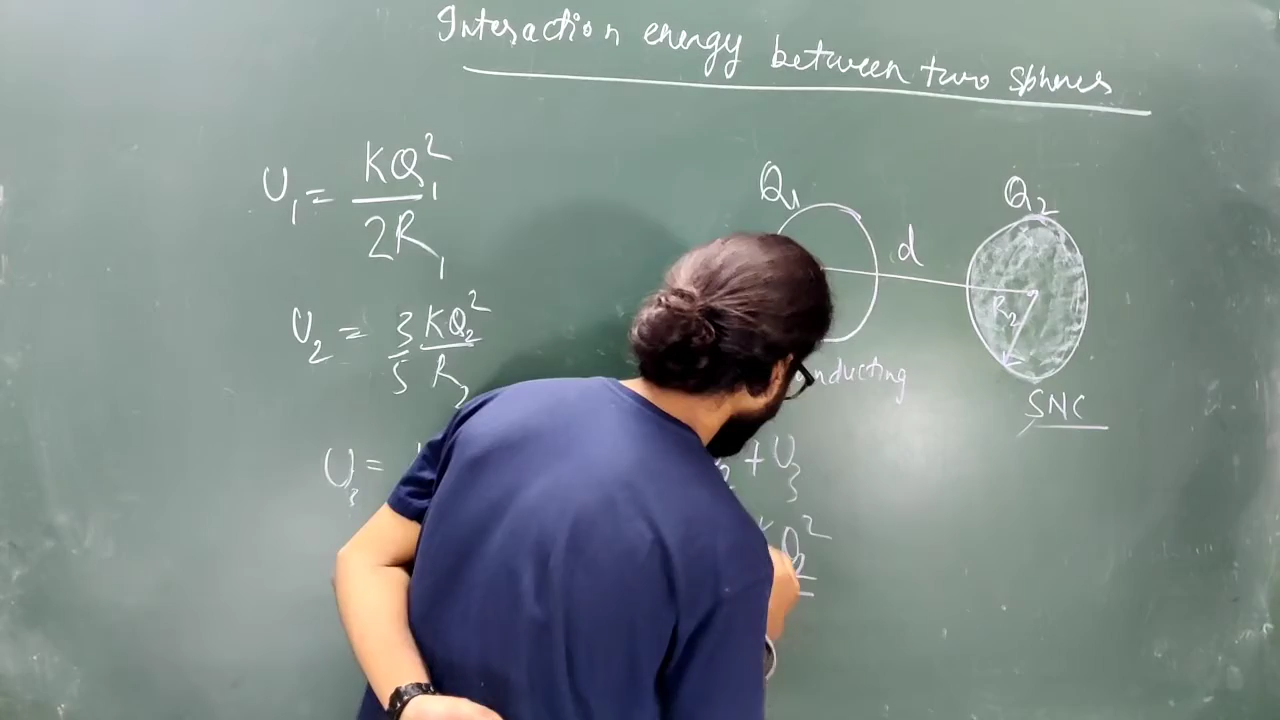 Interaction energy between two spheres
U₁ = KQ₁² / 2R₁
Q₁
d
Q₂
R₂
U₂ = 3/5 KQ₂² / R₂
nducting
SNC
U₃ =
+ U₃
Q₂²